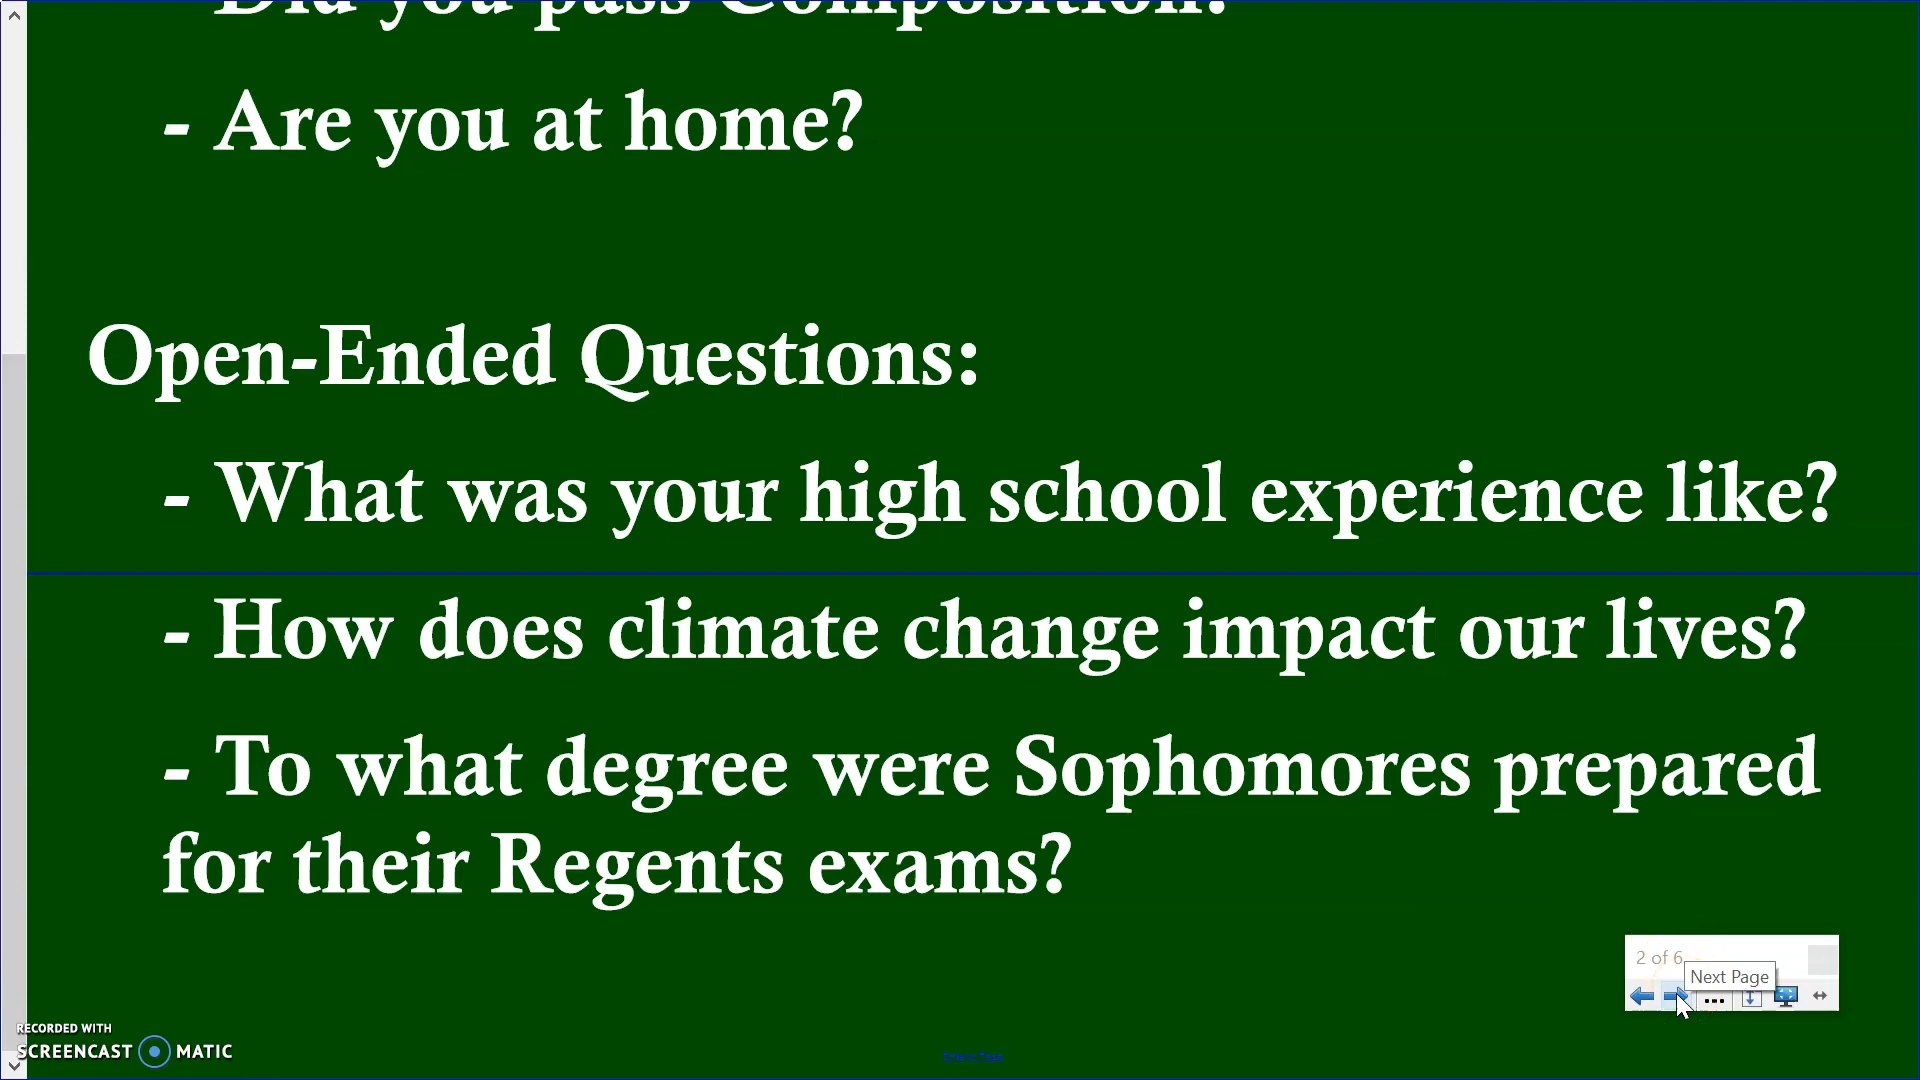 Did you pass Composition?
- Are you at home?
Open-Ended Questions:
- What was your high school experience like?
- How does climate change impact our lives?
- To what degree were Sophomores prepared
for their Regents exams?
2 of 6
Next Page
RECORDED WITH
SCREENCAST MATIC
Extend Page